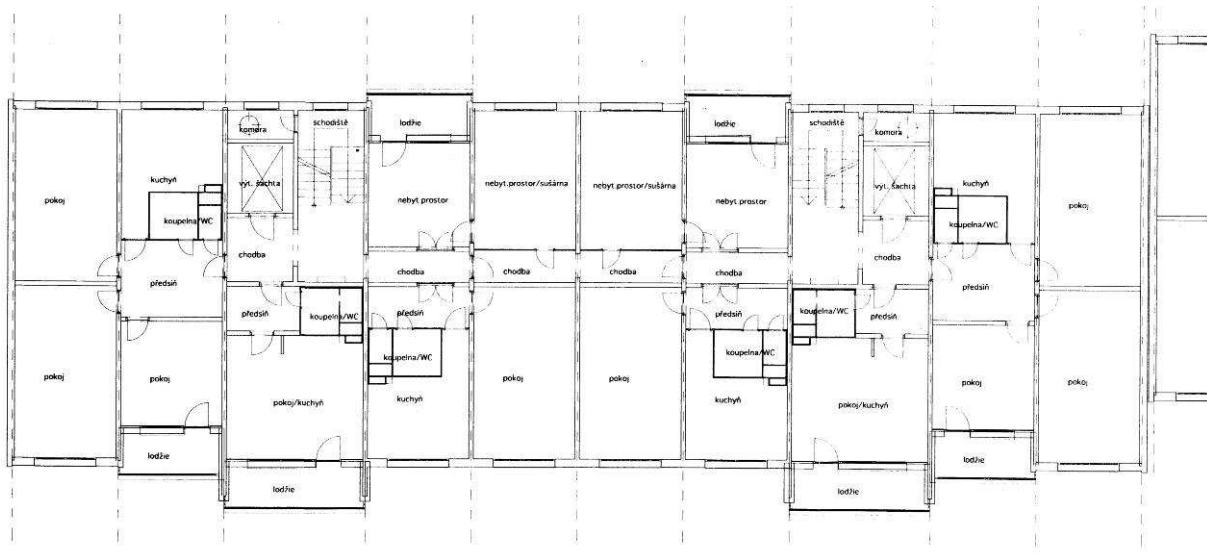 lodžie
lodžie
komora
schodiště
schodiště
komora
pokoj
kuchyň
výt. šachta
nebyt.prostor
nebyt.prostor/sušárna
nebyt.prostor/sušárna
nebyt.prostor
výt. šachta
kuchyň
pokoj
koupelna/WC
koupelna/WC
chodba
chodba
chodba
chodba
chodba
chodba
předsíň
předsíň
předsíň
koupelna/WC
předsíň
předsíň
koupelna/WC
předsíň
koupelna/WC
koupelna/WC
pokoj
pokoj
pokoj/kuchyň
kuchyň
pokoj
pokoj
kuchyň
pokoj/kuchyň
pokoj
pokoj
lodžie
lodžie
lodžie
lodžie